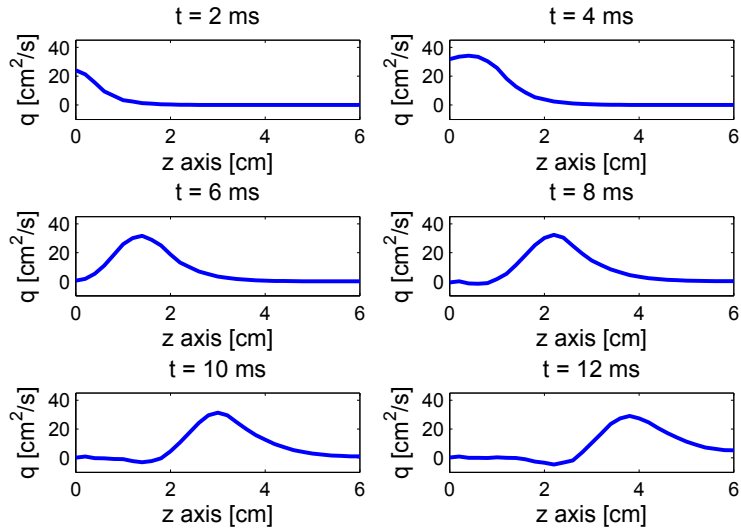 t = 2 ms
q [cm²/s]
40
20
0
0 2 4 6
z axis [cm]
t = 4 ms
q [cm²/s]
40
20
0
0 2 4 6
z axis [cm]
t = 6 ms
q [cm²/s]
40
20
0
0 2 4 6
z axis [cm]
t = 8 ms
q [cm²/s]
40
20
0
0 2 4 6
z axis [cm]
t = 10 ms
q [cm²/s]
40
20
0
0 2 4 6
z axis [cm]
t = 12 ms
q [cm²/s]
40
20
0
0 2 4 6
z axis [cm]